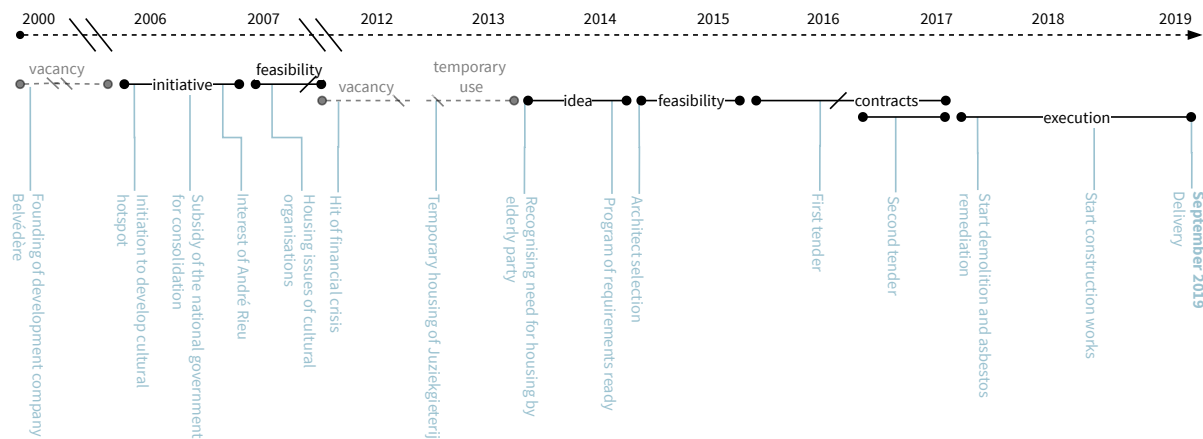 2000
2006
2007
2012
2013
2014
2015
2016
2017
2018
2019
vacancy
initiative
feasibility
vacancy
temporary
use
idea
feasibility
contracts
execution
Founding of development company
Belvédère
Initiation to develop cultural
hotspot
Subsidy of the national government
for consolidation
Interest of André Rieu
Housing issues of cultural
organisations
Hit of financial crisis
Temporary housing of Juziekgieterij
Recognising need for housing by
elderly party
Program of requirements ready
Architect selection
First tender
Second tender
Start demolition and asbestos
remediation
Start construction works
September 2019
Delivery